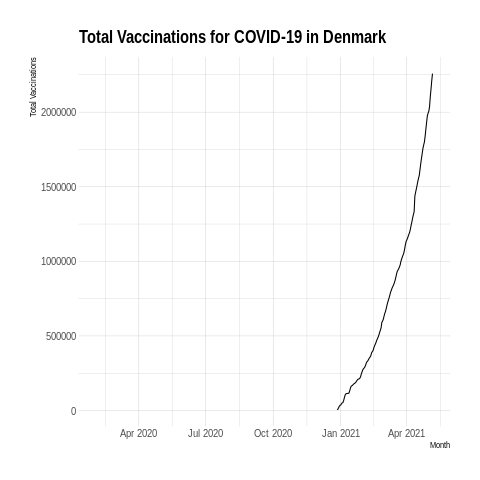 Total Vaccinations for COVID-19 in Denmark
Total Vaccinations
2000000
1500000
1000000
500000
0
Apr 2020 Jul 2020 Oct 2020 Jan 2021 Apr 2021
Month